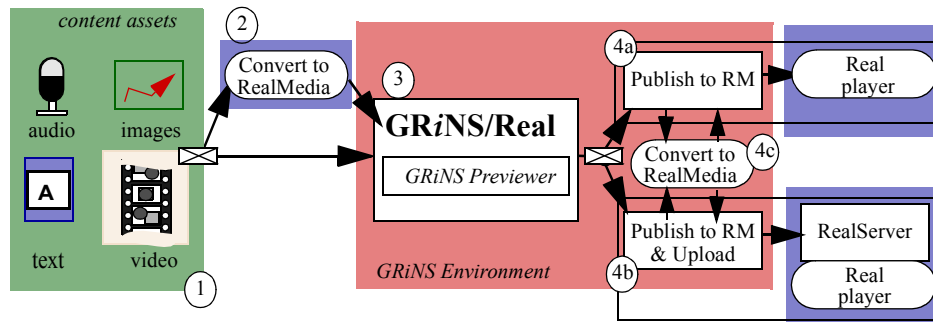 content assets
audio
images
A
text
video
1
2
Convert to
RealMedia
3
GRiNS/Real
GRiNS Previewer
GRiNS Environment
4a
Publish to RM
Convert to
RealMedia
4c
Publish to RM
& Upload
4b
Real
player
RealServer
Real
player